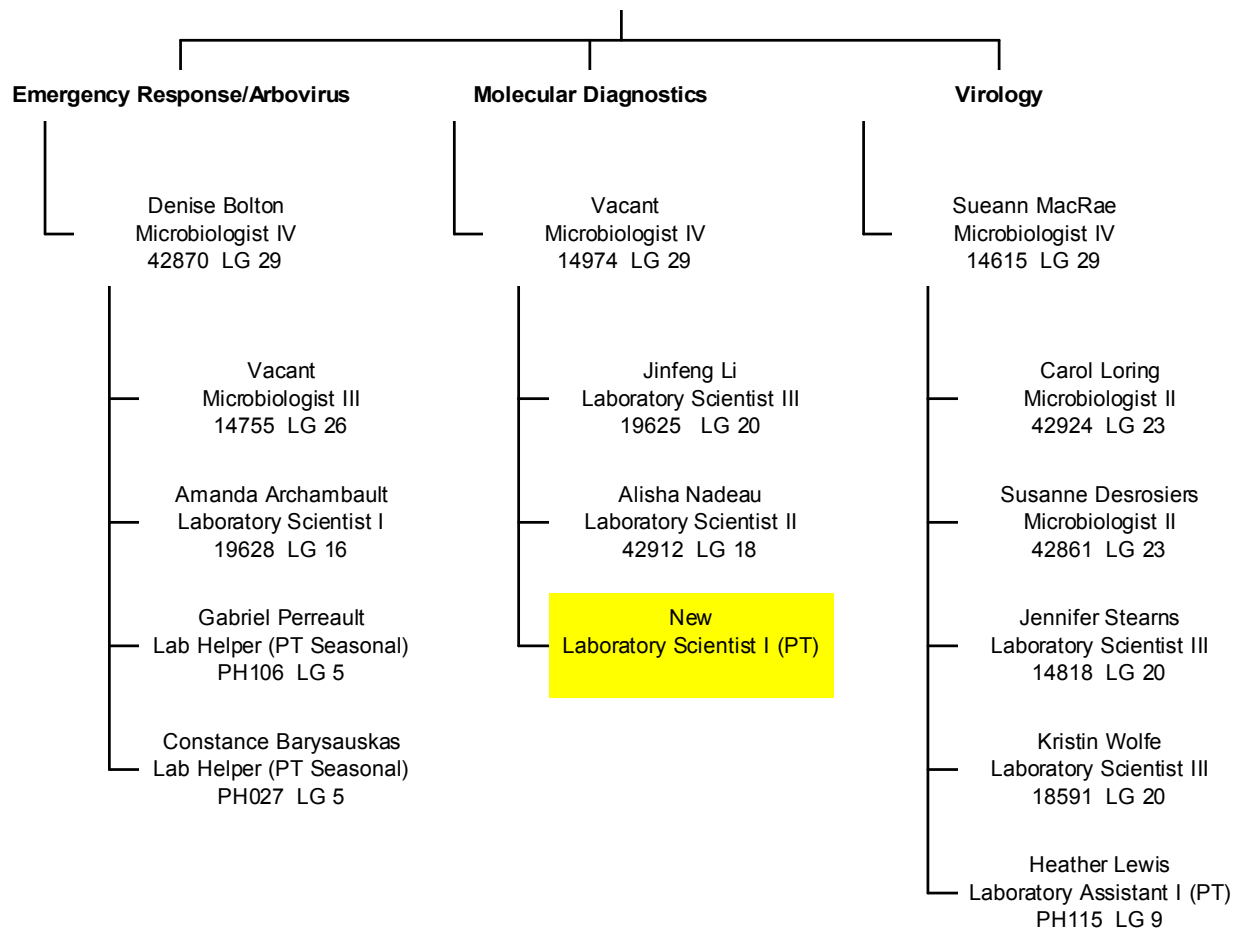 Emergency Response/Arbovirus
Denise Bolton
Microbiologist IV
42870 LG 29
Vacant
Microbiologist III
14755 LG 26
Amanda Archambault
Laboratory Scientist I
19628 LG 16
Gabriel Perreault
Lab Helper (PT Seasonal)
PH106 LG 5
Constance Barysauskas
Lab Helper (PT Seasonal)
PH027 LG 5
Molecular Diagnostics
Vacant
Microbiologist IV
14974 LG 29
Jinfeng Li
Laboratory Scientist III
19625 LG 20
Alisha Nadeau
Laboratory Scientist II
42912 LG 18
New
Laboratory Scientist I (PT)
Virology
Sueann MacRae
Microbiologist IV
14615 LG 29
Carol Loring
Microbiologist II
42924 LG 23
Susanne Desrosiers
Microbiologist II
42861 LG 23
Jennifer Stearns
Laboratory Scientist III
14818 LG 20
Kristin Wolfe
Laboratory Scientist III
18591 LG 20
Heather Lewis
Laboratory Assistant I (PT)
PH115 LG 9